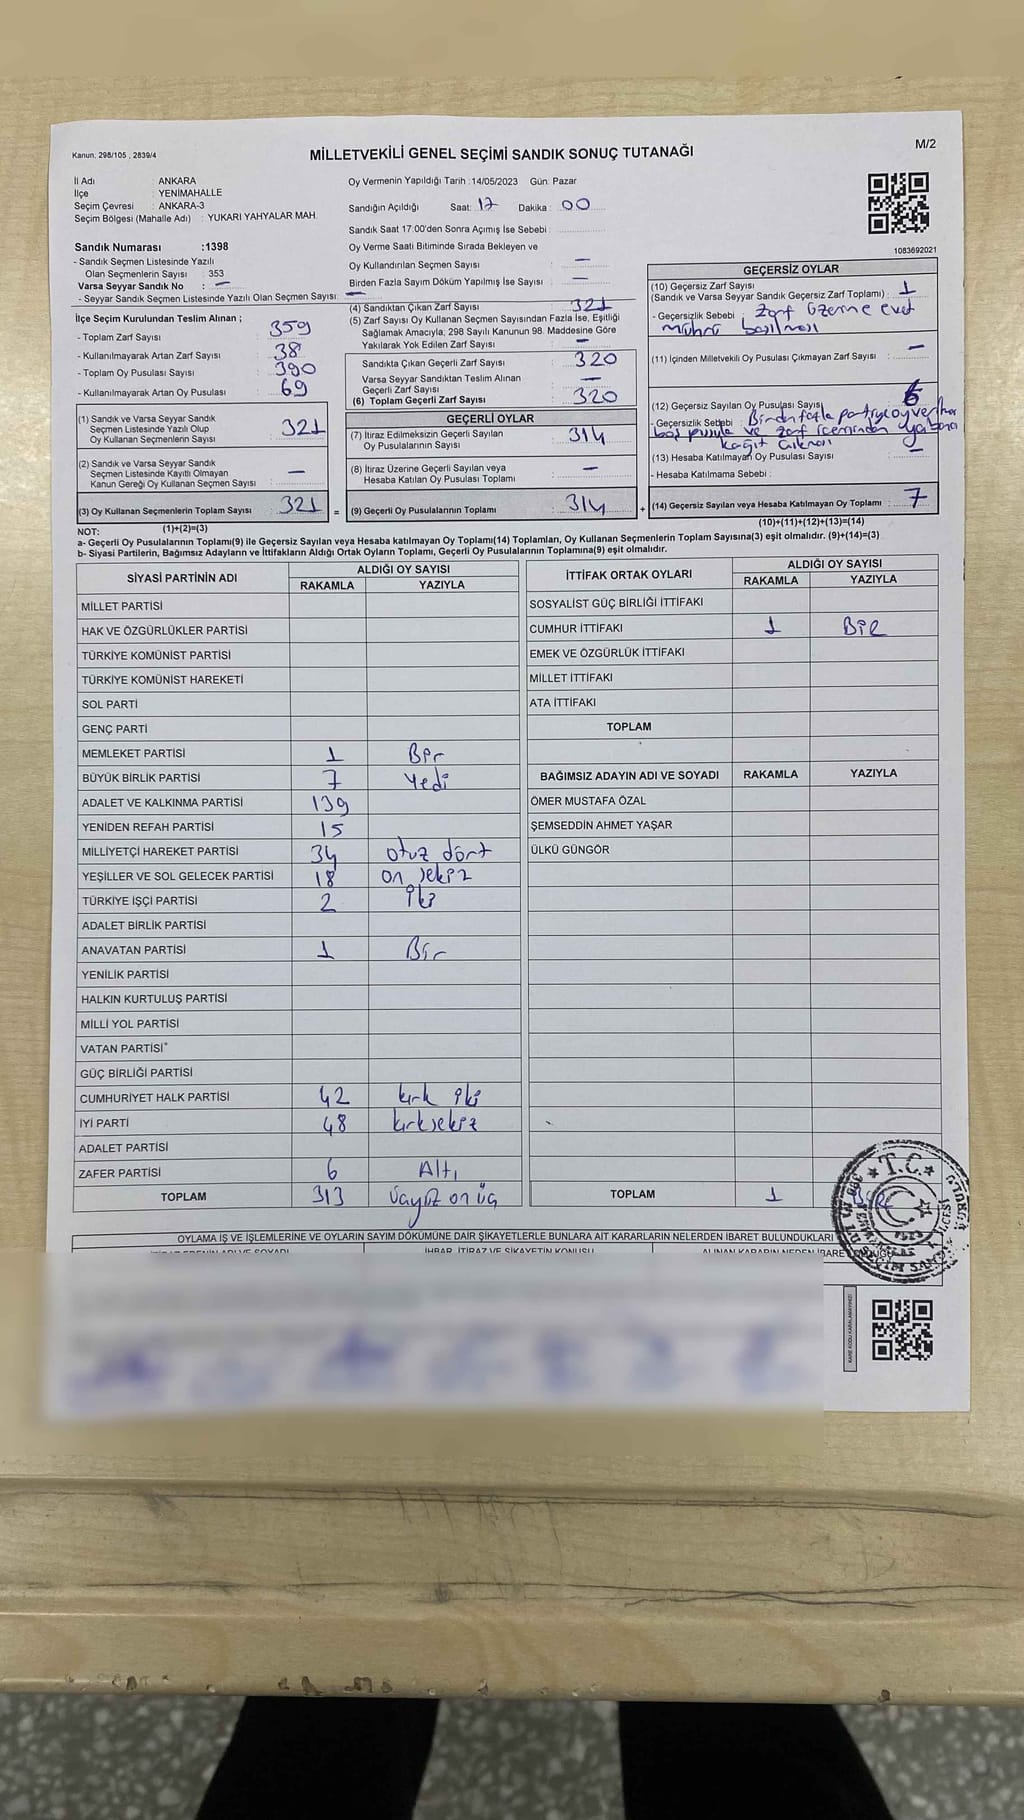 Kanun; 298/105 , 2839/4
MİLLETVEKİLİ GENEL SEÇİMİ SANDIK SONUÇ TUTANAĞI
M/2
İl Adı : ANKARA
İlçe : YENİMAHALLE
Seçim Çevresi : ANKARA-3
Seçim Bölgesi (Mahalle Adı) : YUKARI YAHYALAR MAH.
Oy Vermenin Yapıldığı Tarih :14/05/2023 Gün: Pazar
Sandığın Açıldığı Saat: 17 Dakika : 00
Sandık Saat 17:00'den Sonra Açımış İse Sebebi :
Oy Verme Saati Bitiminde Sırada Bekleyen ve
Oy Kullandırılan Seçmen Sayısı —
Birden Fazla Sayım Döküm Yapılmış İse Sayısı —
1083692021
Sandık Numarası :1398
- Sandık Seçmen Listesinde Yazılı
Olan Seçmenlerin Sayısı : 353
Varsa Seyyar Sandık No : —
- Seyyar Sandık Seçmen Listesinde Yazılı Olan Seçmen Sayısı : —
İlçe Seçim Kurulundan Teslim Alınan ;
- Toplam Zarf Sayısı : 359
- Kullanılmayarak Artan Zarf Sayısı : 38
- Toplam Oy Pusulası Sayısı : 390
- Kullanılmayarak Artan Oy Pusulası : 69
(1) Sandık ve Varsa Seyyar Sandık
Seçmen Listesinde Yazılı Olup
Oy Kullanan Seçmenlerin Sayısı : 321
(2) Sandık ve Varsa Seyyar Sandık
Seçmen Listesinde Kayıtlı Olmayan
Kanun Gereği Oy Kullanan Seçmen Sayısı : —
(3) Oy Kullanan Seçmenlerin Toplam Sayısı : 321
(1)+(2)=(3)
(4) Sandıktan Çıkan Zarf Sayısı : 321
(5) Zarf Sayısı Oy Kullanan Seçmen Sayısından Fazla İse, Eşitliği
Sağlamak Amacıyla; 298 Sayılı Kanunun 98. Maddesine Göre
Yakılarak Yok Edilen Zarf Sayısı : —
Sandıkta Çıkan Geçerli Zarf Sayısı : 320
Varsa Seyyar Sandıktan Teslim Alınan
Geçerli Zarf Sayısı : —
(6) Toplam Geçerli Zarf Sayısı : 320
GEÇERLİ OYLAR
(7) İtiraz Edilmeksizin Geçerli Sayılan
Oy Pusulalarının Sayısı : 314
(8) İtiraz Üzerine Geçerli Sayılan veya
Hesaba Katılan Oy Pusulası Toplamı : —
= (9) Geçerli Oy Pusulalarının Toplamı : 314 +
GEÇERSİZ OYLAR
(10) Geçersiz Zarf Sayısı
(Sandık ve Varsa Seyyar Sandık Geçersiz Zarf Toplamı) : 1
- Geçersizlik Sebebi : Zarf üzerine evet
mührü basılması
(11) İçinden Milletvekili Oy Pusulası Çıkmayan Zarf Sayısı : —
(12) Geçersiz Sayılan Oy Pusulası Sayısı : 6
- Geçersizlik Sebebi : Birden fazla partiye oy verilmesi
boş pusula ve zarf içerisinden yabancı
kağıt çıkması
(13) Hesaba Katılmayan Oy Pusulası Sayısı : —
- Hesaba Katılmama Sebebi :
(14) Geçersiz Sayılan veya Hesaba Katılmayan Oy Toplamı : 7
(10)+(11)+(12)+(13)=(14)
NOT:
a- Geçerli Oy Pusulalarının Toplamı(9) ile Geçersiz Sayılan veya Hesaba katılmayan Oy Toplamı(14) Toplamları, Oy Kullanan Seçmenlerin Toplam Sayısına(3) eşit olmalıdır. (9)+(14)=(3)
b- Siyasi Partilerin, Bağımsız Adayların ve İttifakların Aldığı Ortak Oyların Toplamı, Geçerli Oy Pusulalarının Toplamına(9) eşit olmalıdır.
SİYASİ PARTİNİN ADI ALDIĞI OY SAYISI
RAKAMLA YAZIYLA
MİLLET PARTİSİ
HAK VE ÖZGÜRLÜKLER PARTİSİ
TÜRKİYE KOMÜNİST PARTİSİ
TÜRKİYE KOMÜNİST HAREKETİ
SOL PARTİ
GENÇ PARTİ
MEMLEKET PARTİSİ 1 Bir
BÜYÜK BİRLİK PARTİSİ 7 Yedi
ADALET VE KALKINMA PARTİSİ 139
YENİDEN REFAH PARTİSİ 15
MİLLİYETÇİ HAREKET PARTİSİ 34 otuz dört
YEŞİLLER VE SOL GELECEK PARTİSİ 18 on sekiz
TÜRKİYE İŞÇİ PARTİSİ 2 iki
ADALET BİRLİK PARTİSİ
ANAVATAN PARTİSİ 1 Bir
YENİLİK PARTİSİ
HALKIN KURTULUŞ PARTİSİ
MİLLİ YOL PARTİSİ
VATAN PARTİSİ
GÜÇ BİRLİĞİ PARTİSİ
CUMHURİYET HALK PARTİSİ 42 kırk iki
İYİ PARTİ 48 kırksekiz
ADALET PARTİSİ
ZAFER PARTİSİ 6 Altı
TOPLAM 313 üçyüz on üç
İTTİFAK ORTAK OYLARI ALDIĞI OY SAYISI
RAKAMLA YAZIYLA
SOSYALİST GÜÇ BİRLİĞİ İTTİFAKI
CUMHUR İTTİFAKI 1 Bir
EMEK VE ÖZGÜRLÜK İTTİFAKI
MİLLET İTTİFAKI
ATA İTTİFAKI
TOPLAM
BAĞIMSIZ ADAYIN ADI VE SOYADI RAKAMLA YAZIYLA
ÖMER MUSTAFA ÖZAL
ŞEMSEDDİN AHMET YAŞAR
ÜLKÜ GÜNGÖR
TOPLAM 1
T.C.
OYLAMA İŞ VE İŞLEMLERİNE VE OYLARIN SAYIM DÖKÜMÜNE DAİR ŞİKAYETLERLE BUNLARA AİT KARARLARIN NELERDEN İBARET BULUNDUKLARI
İHBAR, İTİRAZ VE ŞİKAYETİN KONUSU
KARE KODU KARALAMAYINIZ!